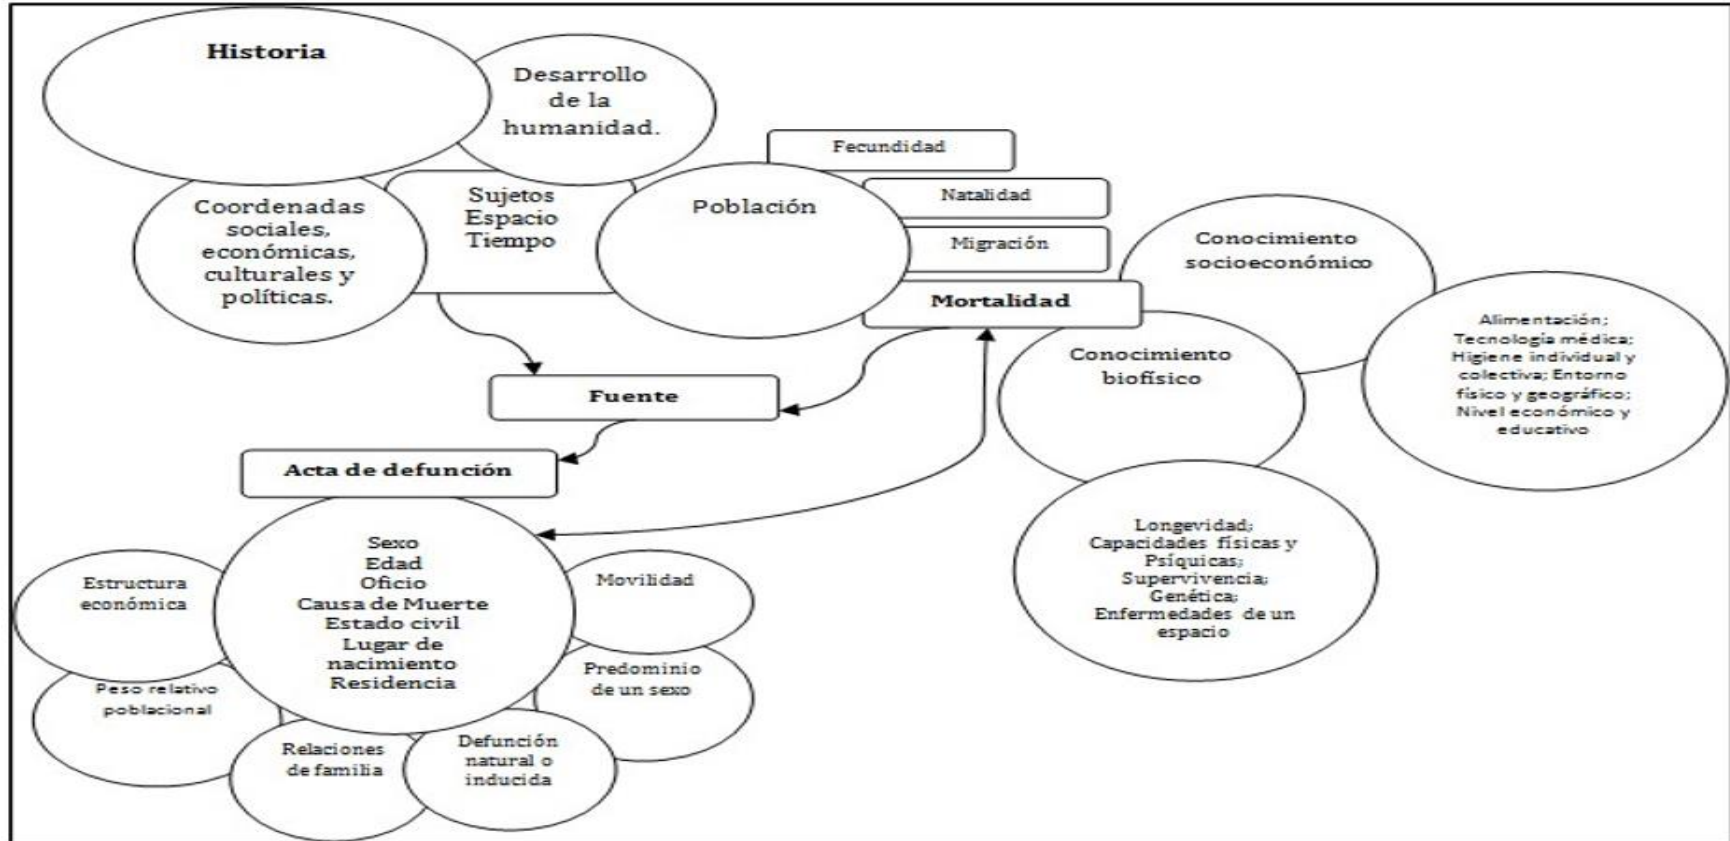 Historia
Desarrollo
de la
humanidad.
Fecundidad
Sujetos
Espacio
Tiempo
Coordenadas
sociales,
económicas,
culturales y
políticas.
Población
Natalidad
Migración
Mortalidad
Conocimiento
socioeconómico
Alimentación;
Tecnología médica;
Higiene individual y
colectiva; Entorno
físico y geográfico;
Nivel económico y
educativo
Conocimiento
biofísico
Fuente
Acta de defunción
Longevidad;
Capacidades físicas y
Psíquicas;
Supervivencia;
Genética;
Enfermedades de un
espacio
Sexo
Edad
Oficio
Causa de Muerte
Estado civil
Lugar de
nacimiento
Residencia
Estructura
económica
Movilidad
Peso relativo
poblacional
Predominio
de un sexo
Relaciones
de familia
Defunción
natural o
inducida